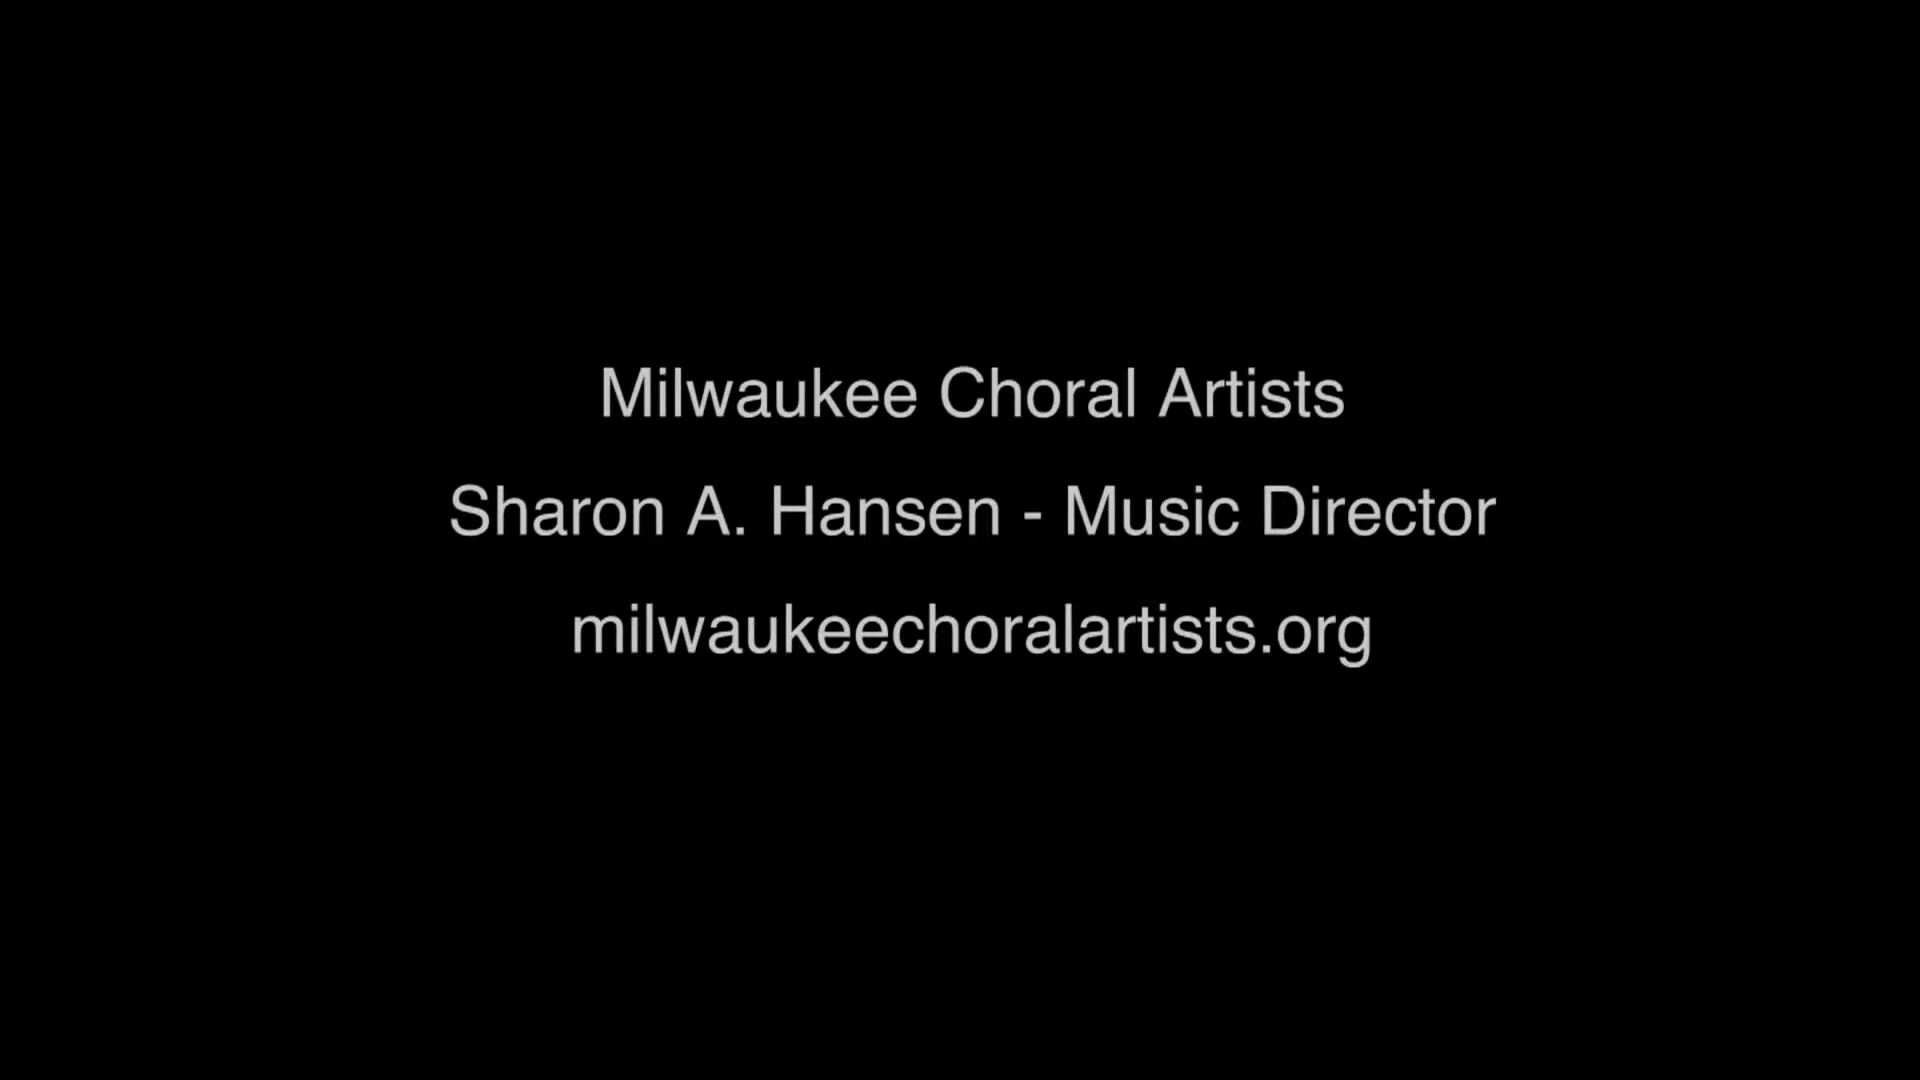 Milwaukee Choral Artists
Sharon A. Hansen - Music Director
milwaukeechoralartists.org